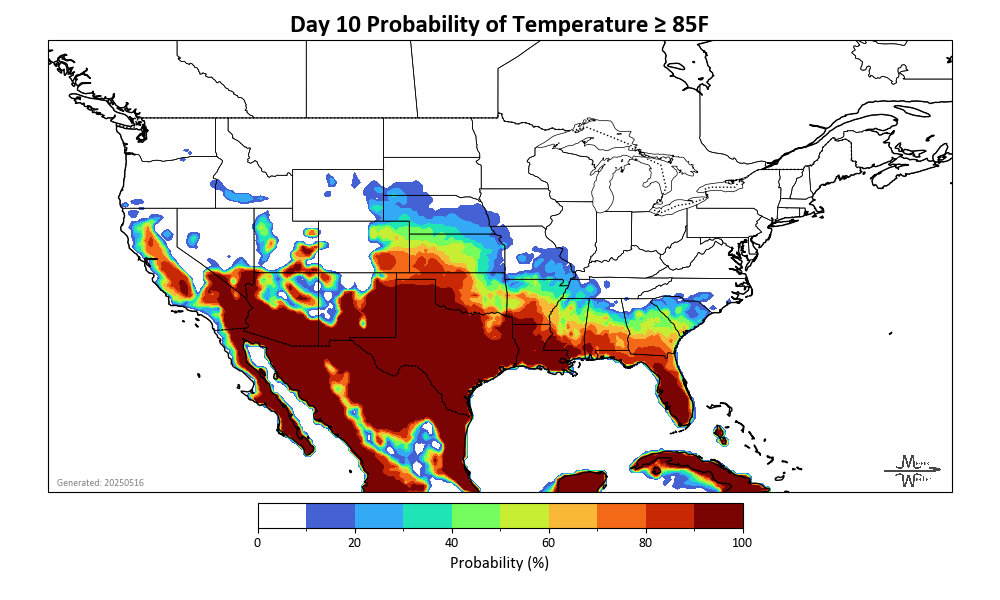 Day 10 Probability of Temperature ≥ 85F
Generated: 20250516
0 20 40 60 80 100
Probability (%)